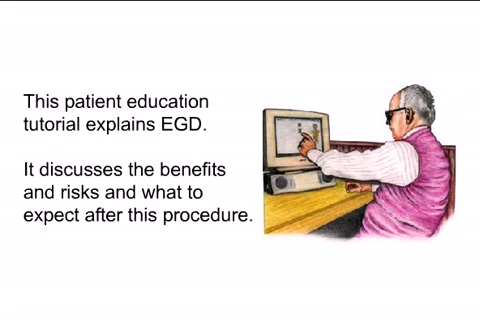 This patient education
tutorial explains EGD.
It discusses the benefits
and risks and what to
expect after this procedure.